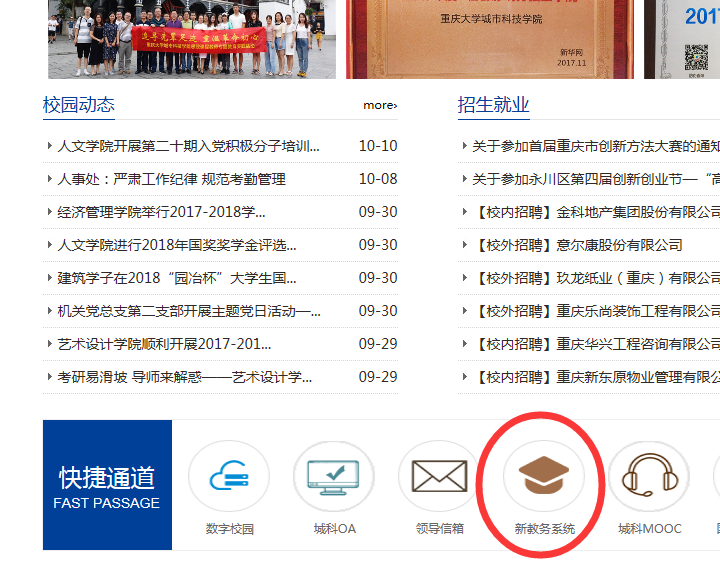 追寻先辈足迹 重温革命初心
重庆大学城市科技学院
新华网
2017.11
201
校园动态
more›
招生就业
人文学院开展第二十期入党积极分子培训... 10-10
人事处：严肃工作纪律 规范考勤管理 10-08
经济管理学院举行2017-2018学... 09-30
人文学院进行2018年国奖奖学金评选... 09-30
建筑学子在2018“园冶杯”大学生国... 09-30
机关党总支第二支部开展主题党日活动—... 09-30
艺术设计学院顺利开展2017-201... 09-29
考研易滑坡 导师来解惑——艺术设计学... 09-29
关于参加首届重庆市创新方法大赛的通知
关于参加永川区第四届创新创业节—“高
【校内招聘】金科地产集团股份有限公司
【校外招聘】意尔康股份有限公司
【校外招聘】玖龙纸业（重庆）有限公司
【校外招聘】重庆乐尚装饰工程有限公司
【校内招聘】重庆华兴工程咨询有限公司
【校内招聘】重庆新东原物业管理有限公
快捷通道
FAST PASSAGE
数字校园
城科OA
领导信箱
新教务系统
城科MOOC